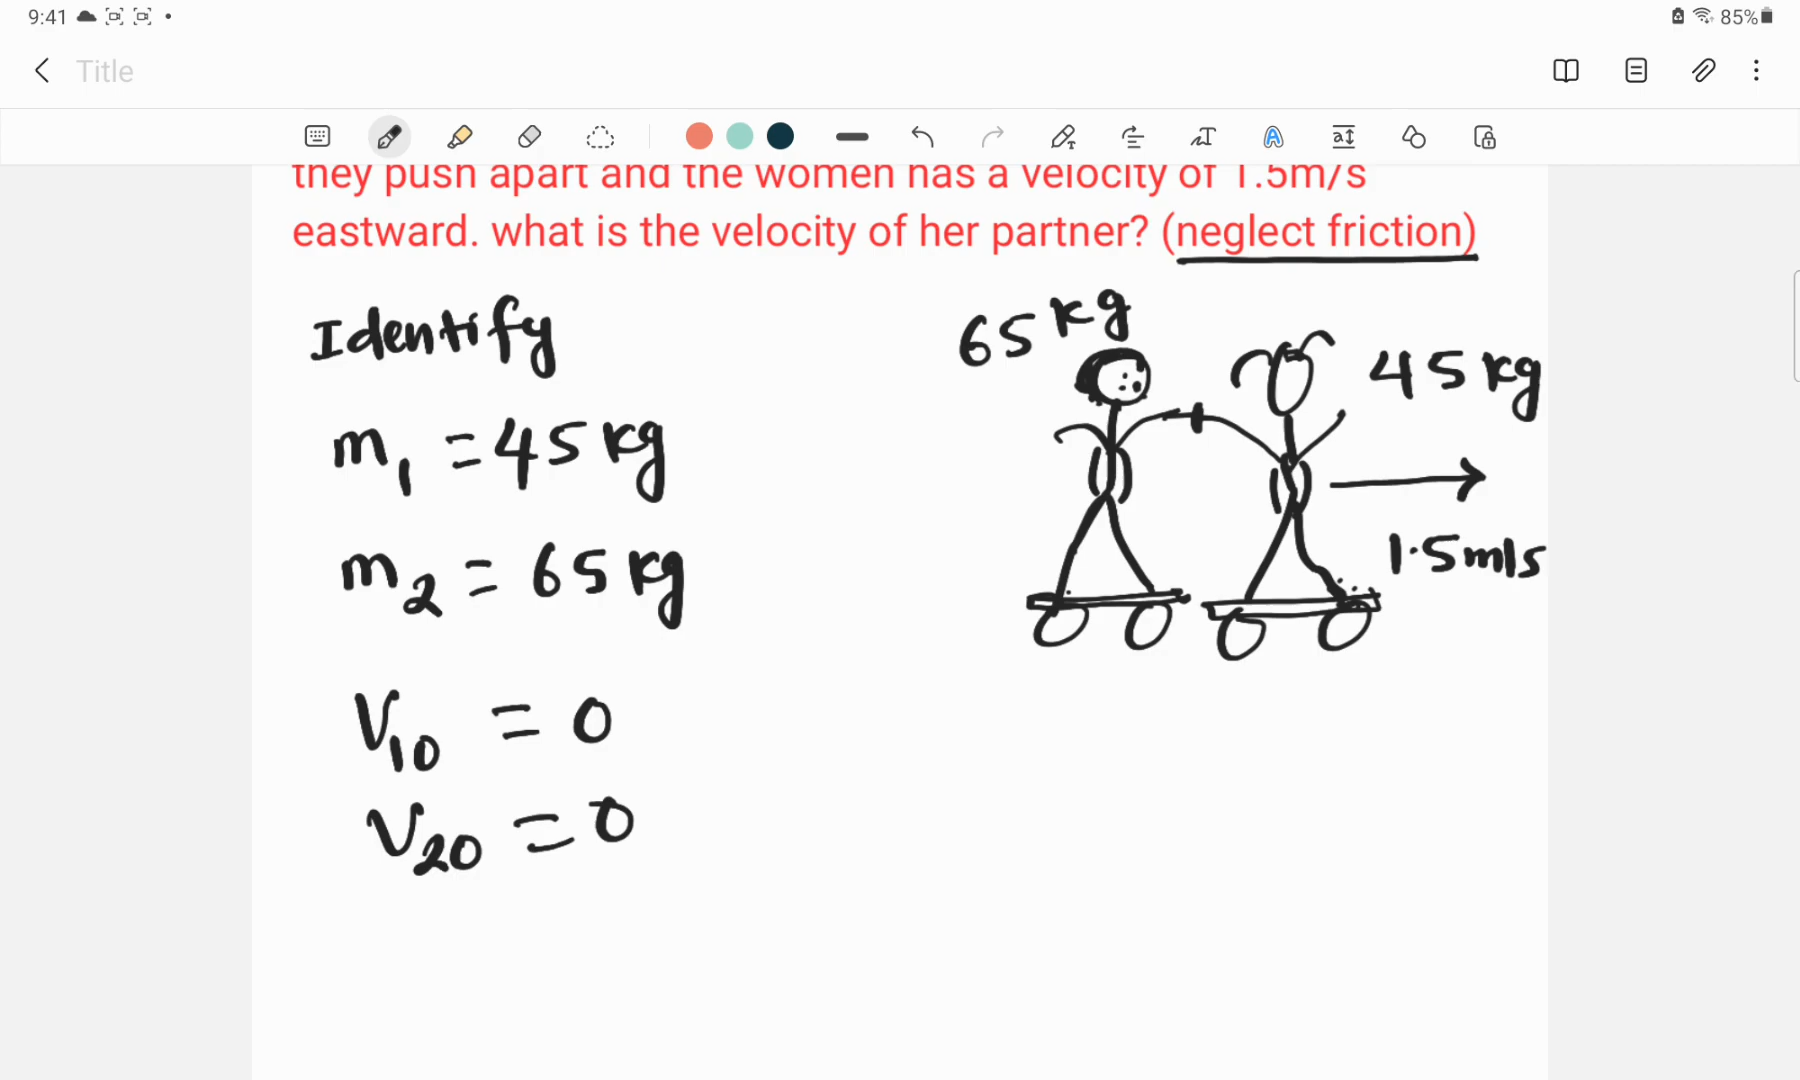 9:41 85%
Title
they push apart and the women has a velocity of 1.5m/s
eastward. what is the velocity of her partner? (neglect friction)
Identify
65 kg
45 kg
m1 = 45 kg
1.5 m/s
m2 = 65 kg
V10 = 0
V20 = 0